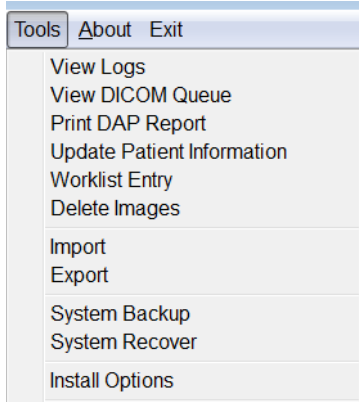 Tools About Exit
View Logs
View DICOM Queue
Print DAP Report
Update Patient Information
Worklist Entry
Delete Images
Import
Export
System Backup
System Recover
Install Options